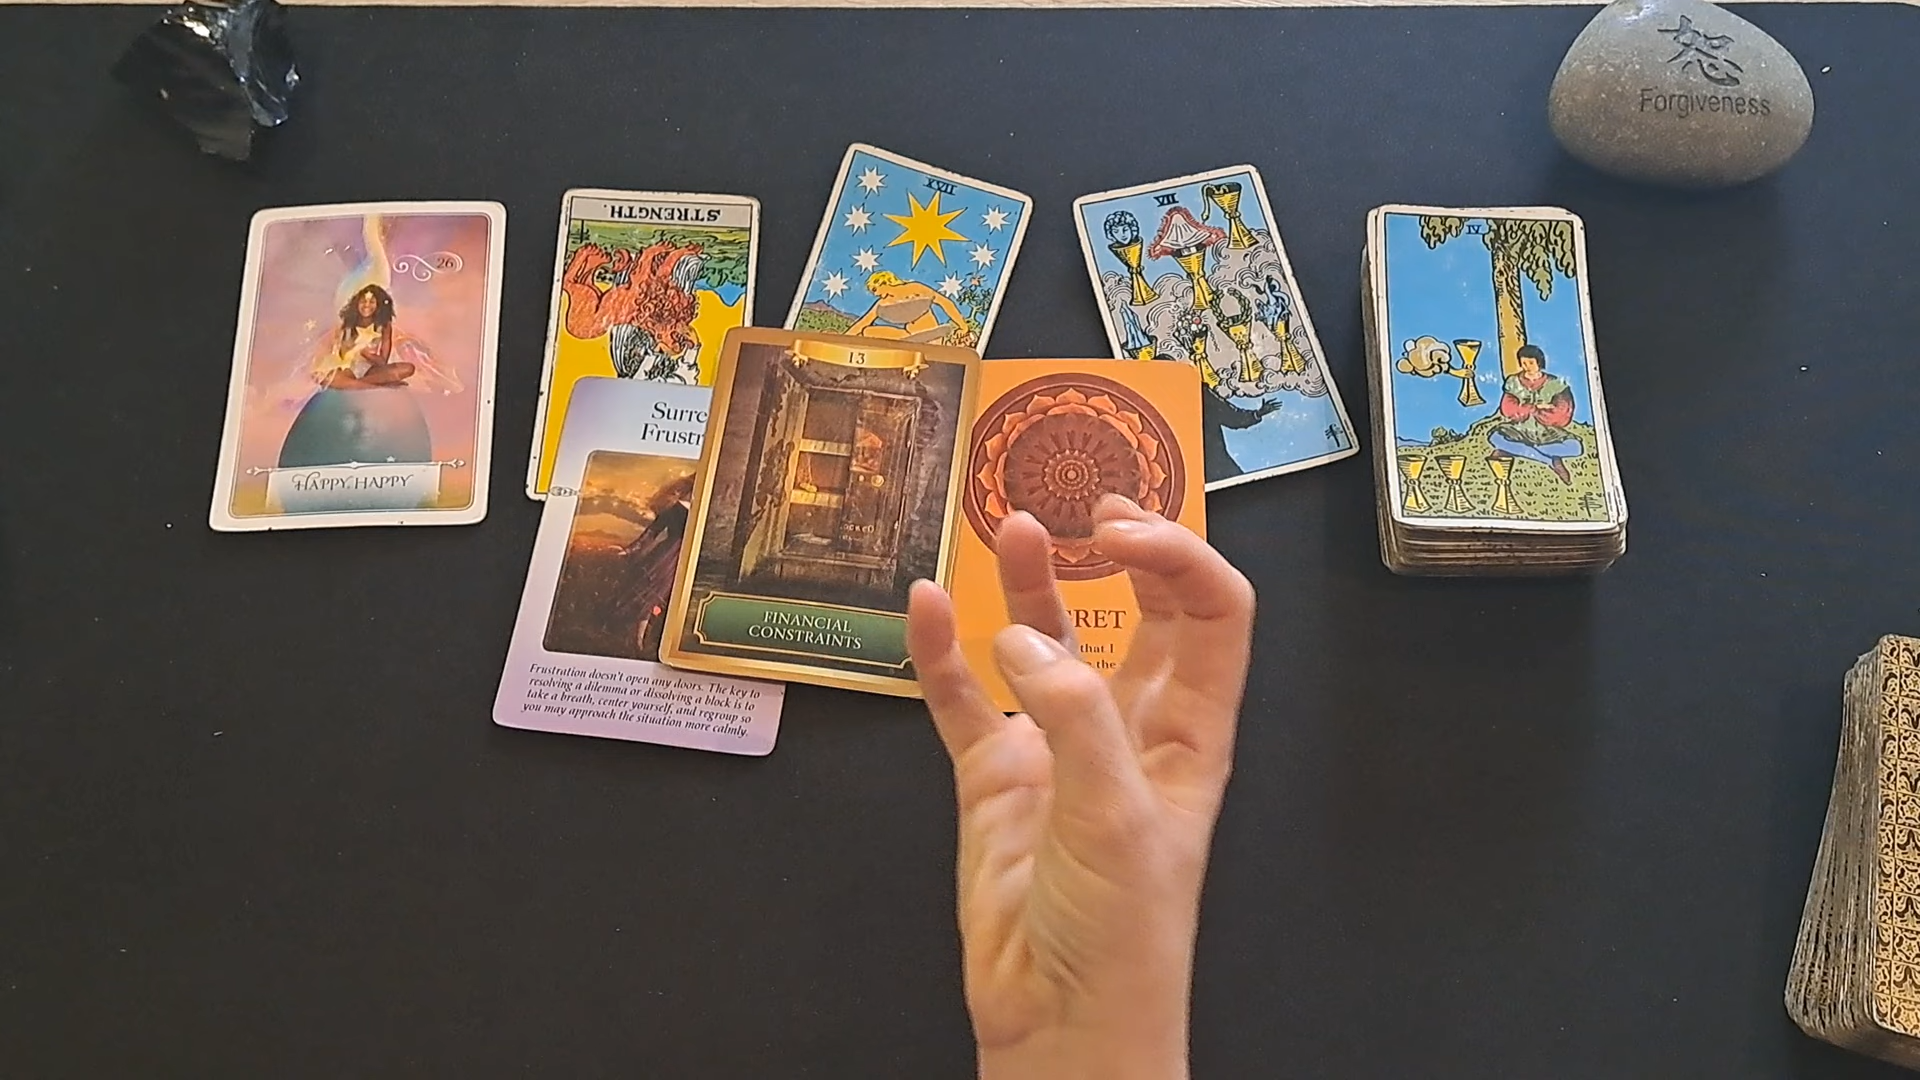 恕
Forgiveness
26
HAPPY, HAPPY
STRENGTH.
XVII
VII
IV
Surre
Frustr
Frustration doesn't open any doors. The key to
resolving a dilemma or dissolving a block is to
take a breath, center yourself, and regroup so
you may approach the situation more calmly.
13
FINANCIAL
CONSTRAINTS
CRET
that I
the